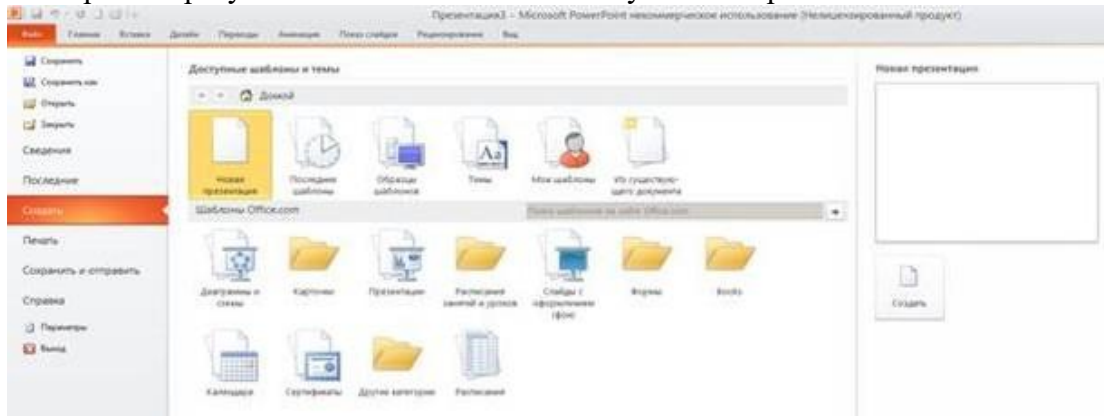 Презентация3 - Microsoft PowerPoint некоммерческое использование (Нелицензированный продукт)
Файл Главная Вставка Дизайн Переходы Анимация Показ слайдов Рецензирование Вид
Сохранить
Сохранить как
Открыть
Закрыть
Сведения
Последние
Создать
Печать
Сохранить и отправить
Справка
Параметры
Выход
Доступные шаблоны и темы
Домой
Новая презентация
Последние шаблоны
Образцы шаблонов
Темы
Мои шаблоны
Из существую-
щего документа
Шаблоны Office.com
Поиск шаблонов на сайте Office.com
Диаграммы и схемы
Карточки
Презентации
Расписания занятий и уроков
Слайды с оформлением
Формы
Books
Календари
Сертификаты
Другие категории
Расписания
Новая презентация
Создать